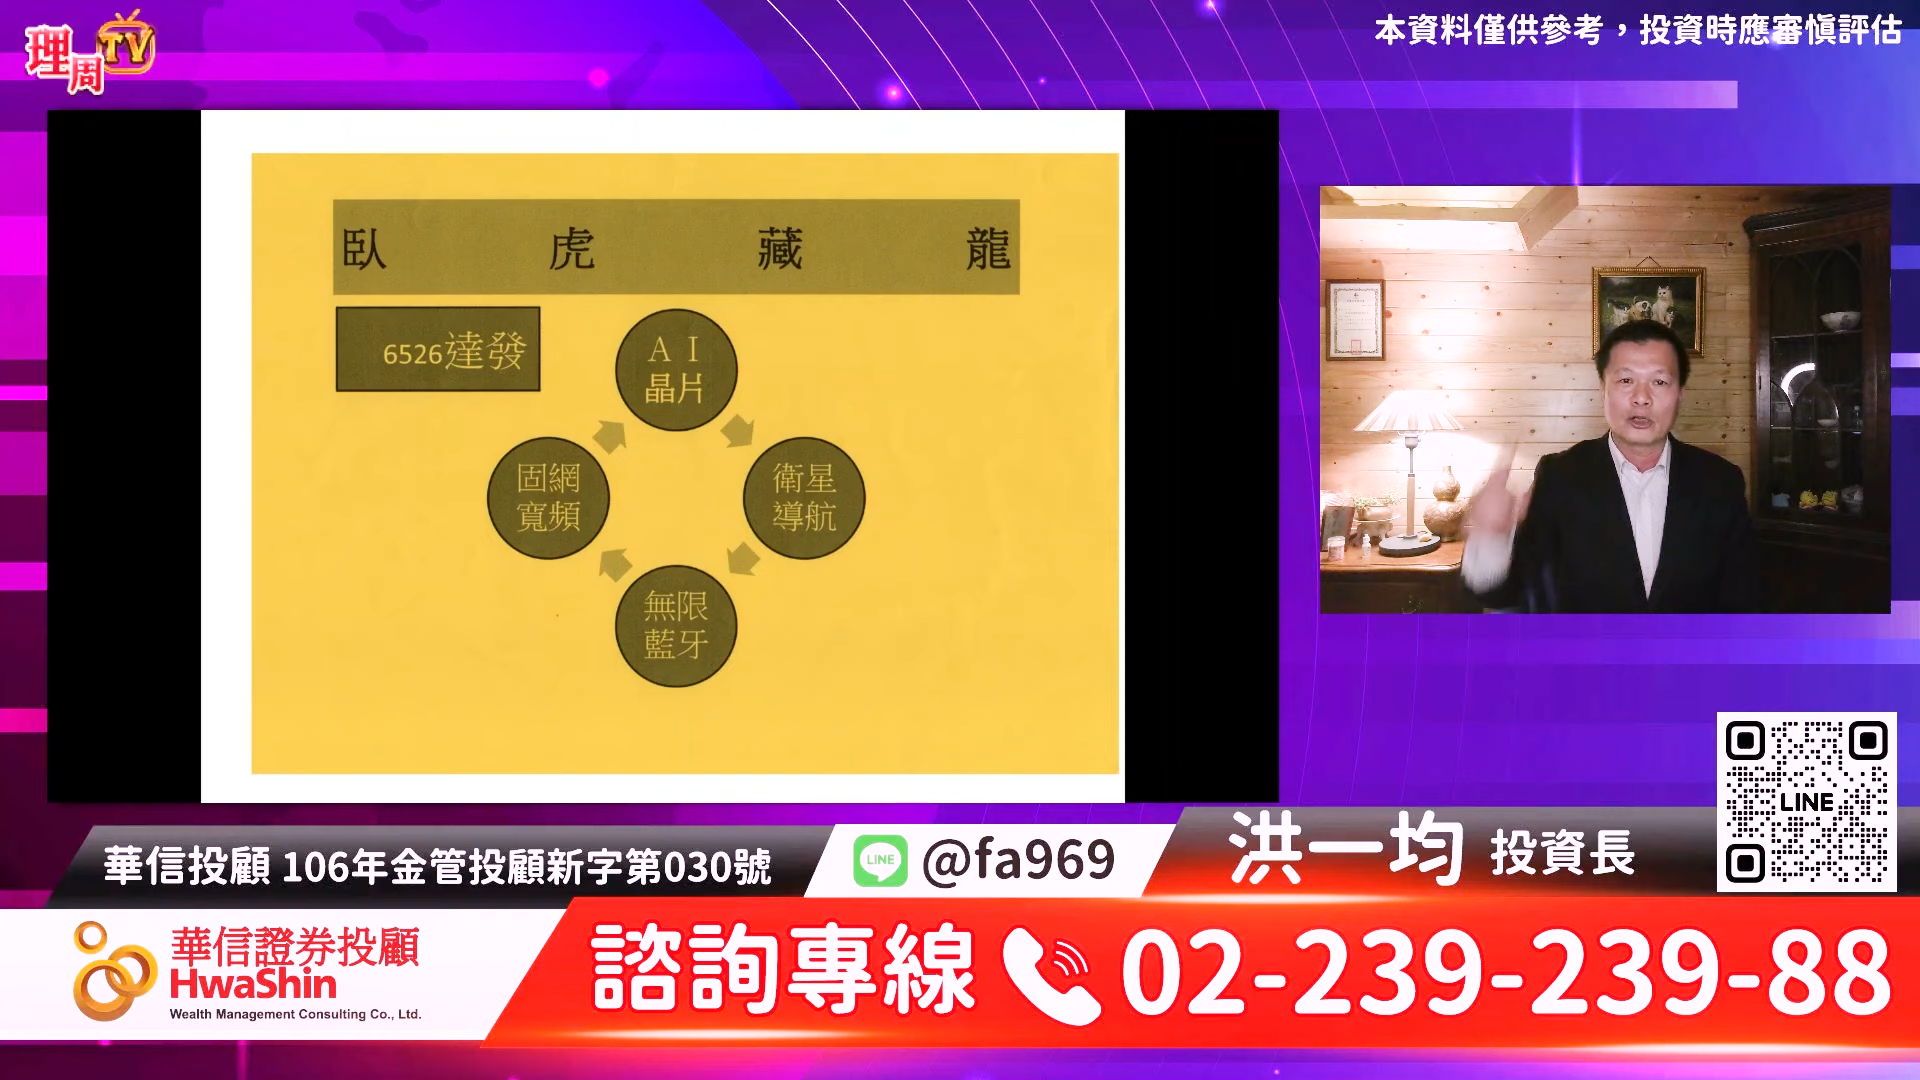 理周TV
本資料僅供參考，投資時應審慎評估
臥虎藏龍
6526達發
ＡＩ
晶片
固網
寬頻
衛星
導航
無限
藍牙
LINE
洪一均 投資長
華信投顧 106年金管投顧新字第030號
LINE @fa969
華信證券投顧
HwaShin
Wealth Management Consulting Co., Ltd.
諮詢專線 02-239-239-88